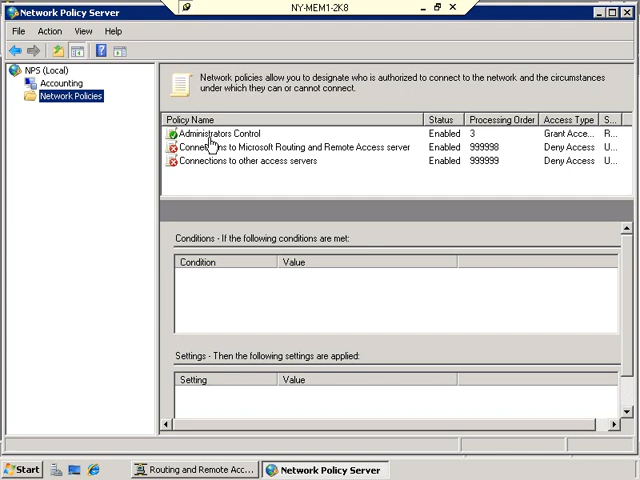 NY-MEM1-2K8
Network Policy Server
File Action View Help
NPS (Local)
Accounting
Network Policies
Network policies allow you to designate who is authorized to connect to the network and the circumstances
under which they can or cannot connect.
Policy Name Status Processing Order Access Type S...
Administrators Control Enabled 3 Grant Acce... R...
Connections to Microsoft Routing and Remote Access server Enabled 999998 Deny Access U...
Connections to other access servers Enabled 999999 Deny Access U...
Conditions - If the following conditions are met:
Condition Value
Settings - Then the following settings are applied:
Setting Value
Start Routing and Remote Acc... Network Policy Server